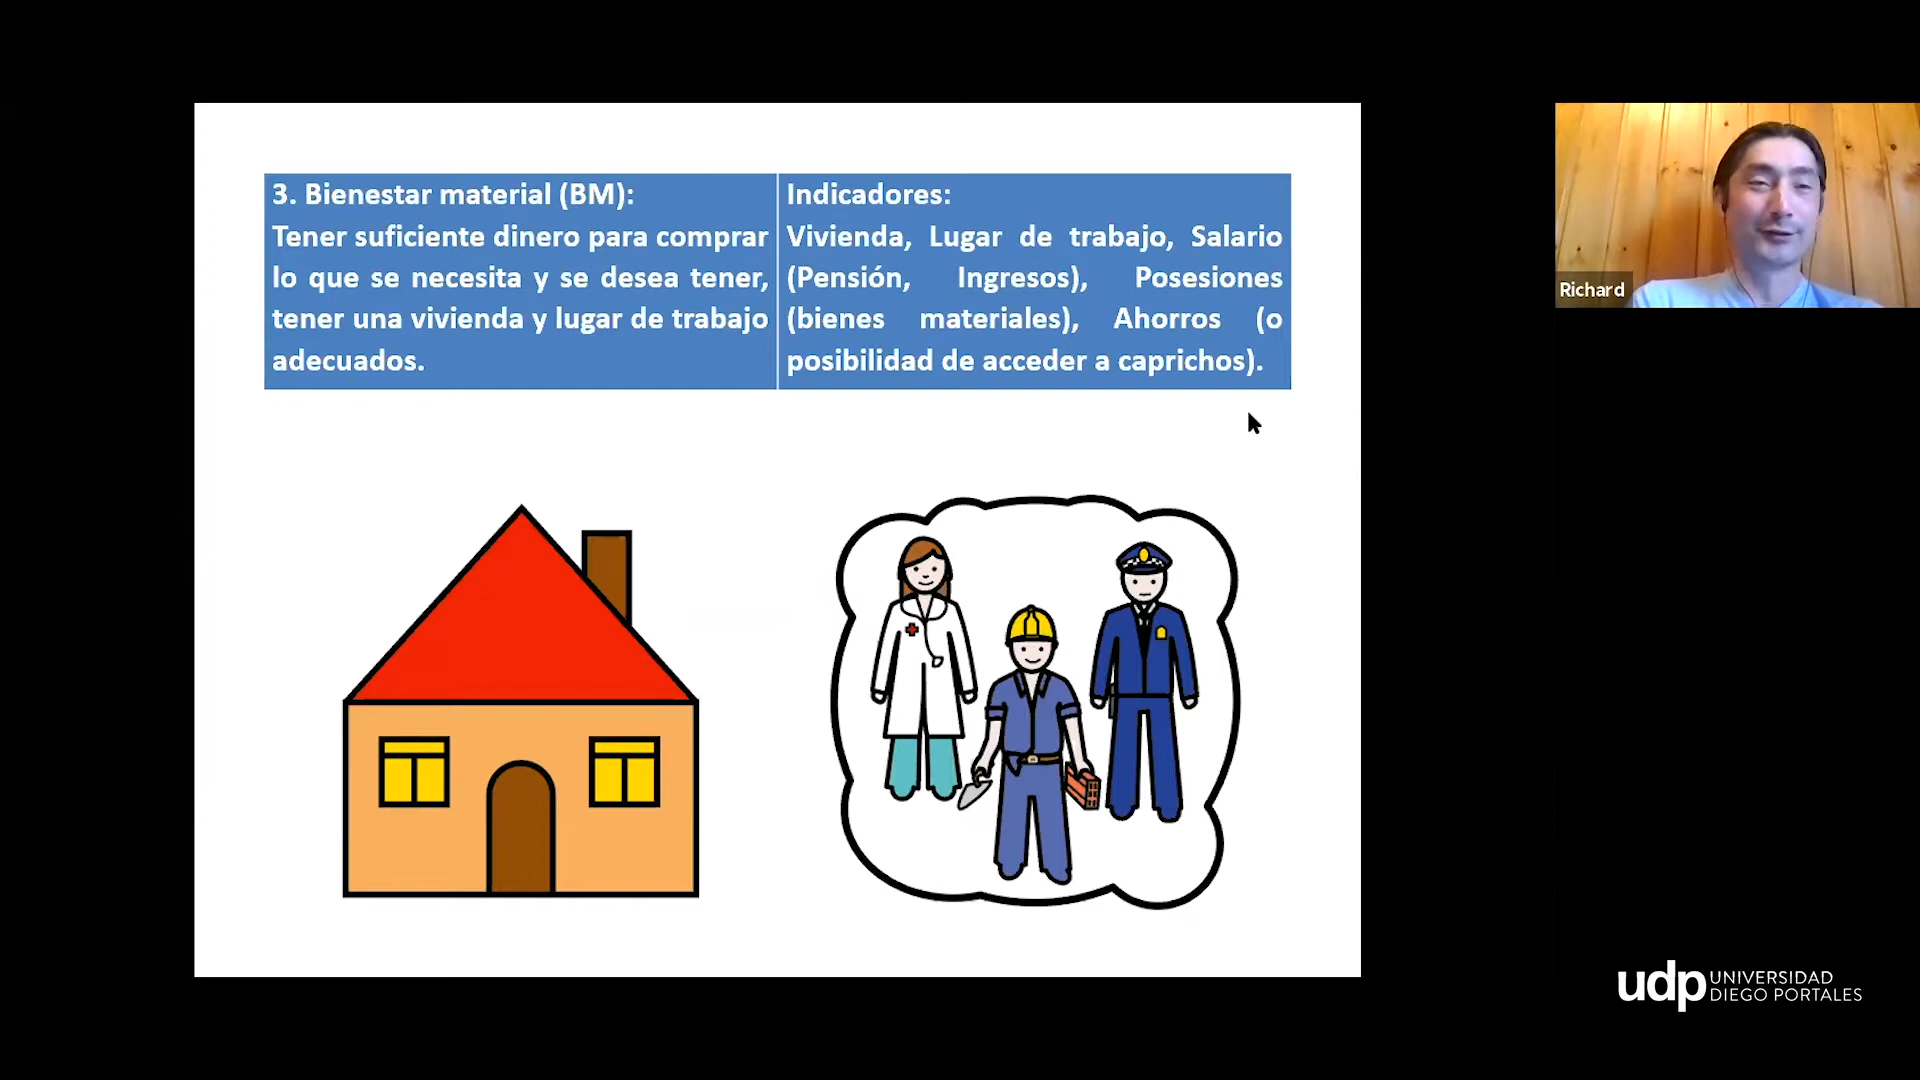 3. Bienestar material (BM):
Tener suficiente dinero para comprar
lo que se necesita y se desea tener,
tener una vivienda y lugar de trabajo
adecuados.
Indicadores:
Vivienda, Lugar de trabajo, Salario
(Pensión, Ingresos), Posesiones
(bienes materiales), Ahorros (o
posibilidad de acceder a caprichos).
Richard
udp UNIVERSIDAD
DIEGO PORTALES